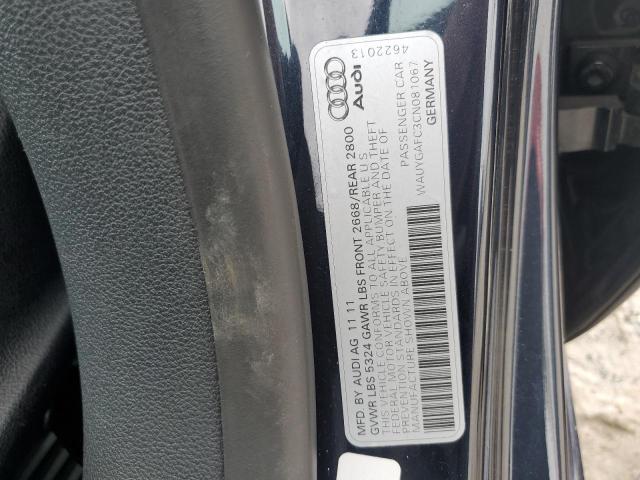 Audi
4622013
MFD. BY AUDI AG 11 11
GVWR LBS 5324 GAWR LBS FRONT 2668/REAR 2800
THIS VEHICLE CONFORMS TO ALL APPLICABLE U.S.
FEDERAL MOTOR VEHICLE SAFETY BUMPER AND THEFT
PREVENTION STANDARDS IN EFFECT ON THE DATE OF
MANUFACTURE SHOWN ABOVE
PASSENGER CAR
WAUYGAFC3CN081067
GERMANY